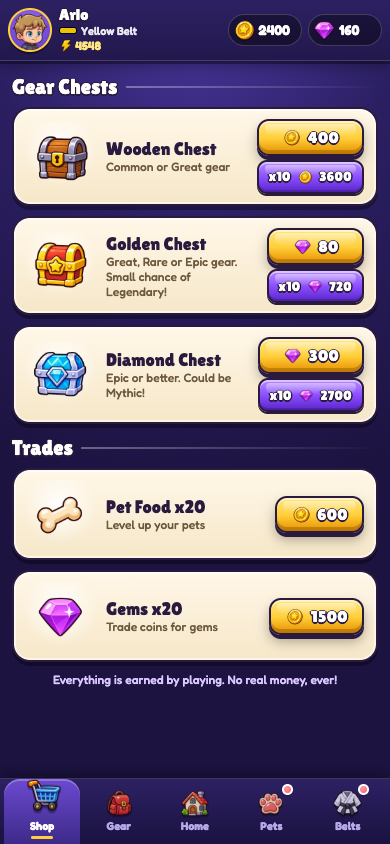 Arlo
Yellow Belt
4548
2400
160
Gear Chests
Wooden Chest
Common or Great gear
400
x10 3600
Golden Chest
Great, Rare or Epic gear.
Small chance of
Legendary!
80
x10 720
Diamond Chest
Epic or better. Could be
Mythic!
300
x10 2700
Trades
Pet Food x20
Level up your pets
600
Gems x20
Trade coins for gems
1500
Everything is earned by playing. No real money, ever!
Shop
Gear
Home
Pets
Belts